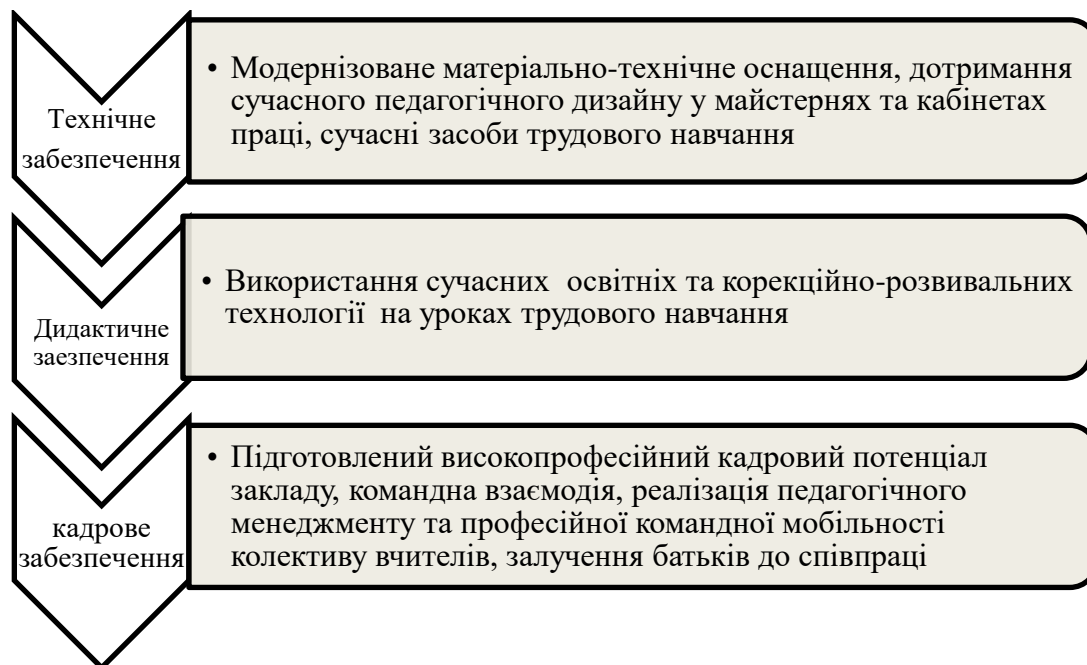 Технічне
забезпечення
• Модернізоване матеріально-технічне оснащення, дотримання
сучасного педагогічного дизайну у майстернях та кабінетах
праці, сучасні засоби трудового навчання
Дидактичне
заезпечення
• Використання сучасних освітніх та корекційно-розвивальних
технології на уроках трудового навчання
кадрове
забезпечення
• Підготовлений високопрофесійний кадровий потенціал
закладу, командна взаємодія, реалізація педагогічного
менеджменту та професійної командної мобільності
колективу вчителів, залучення батьків до співпраці